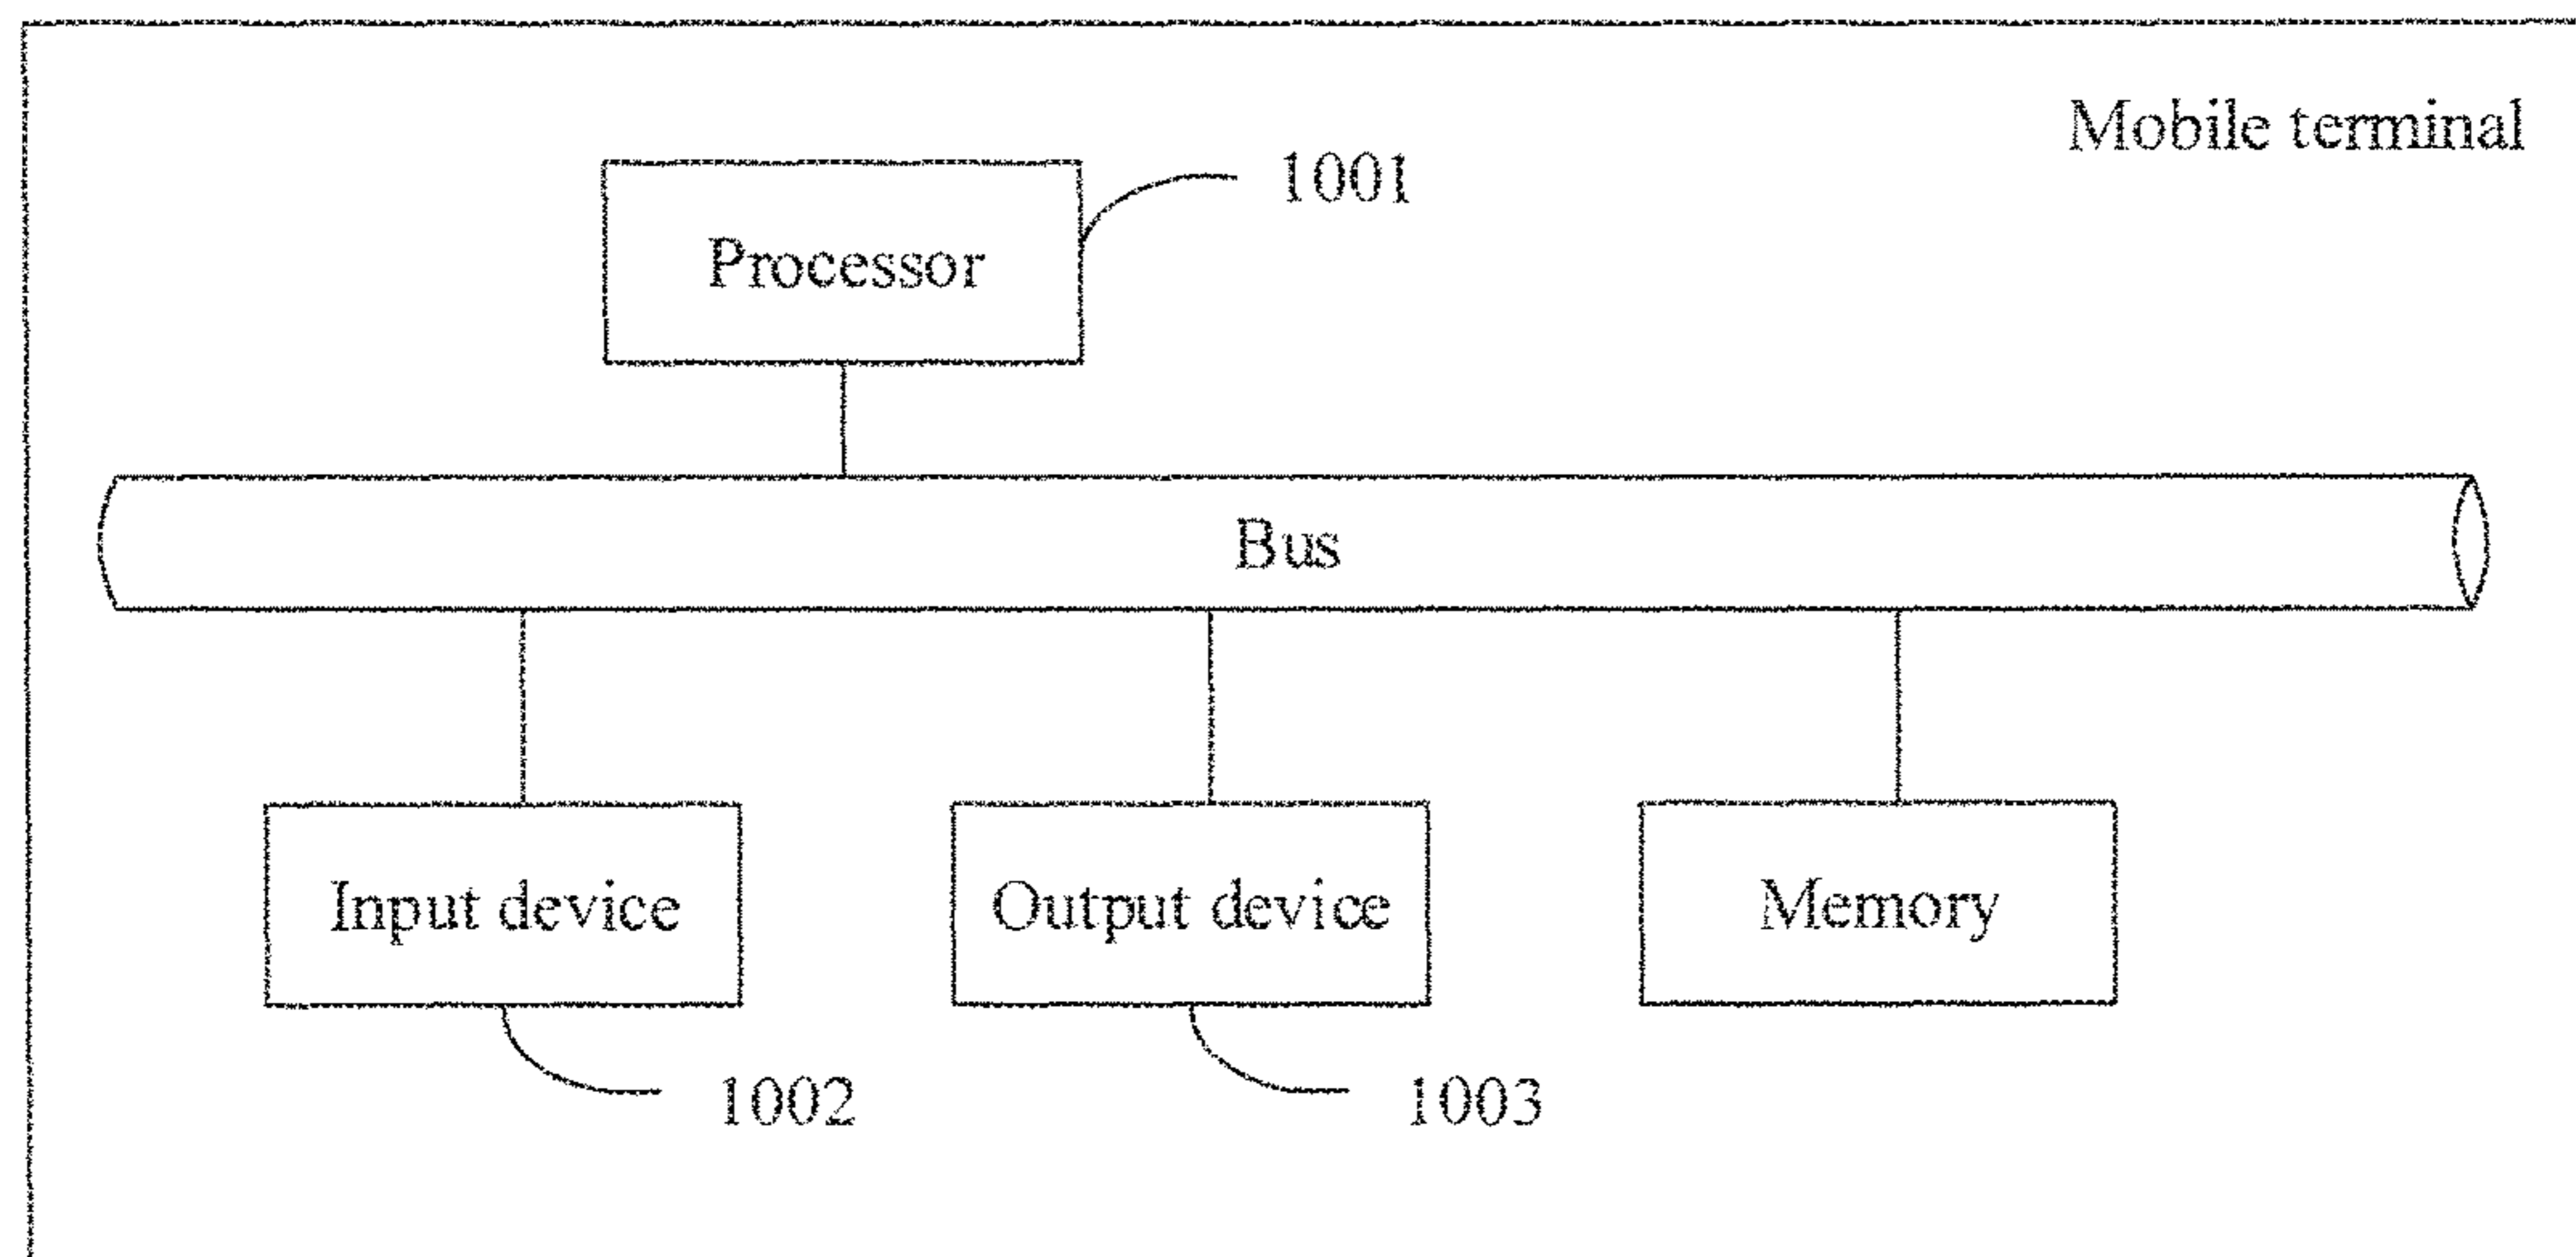 Mobile terminal
1001
Processor
Bus
Input device
Output device
Memory
1002
1003